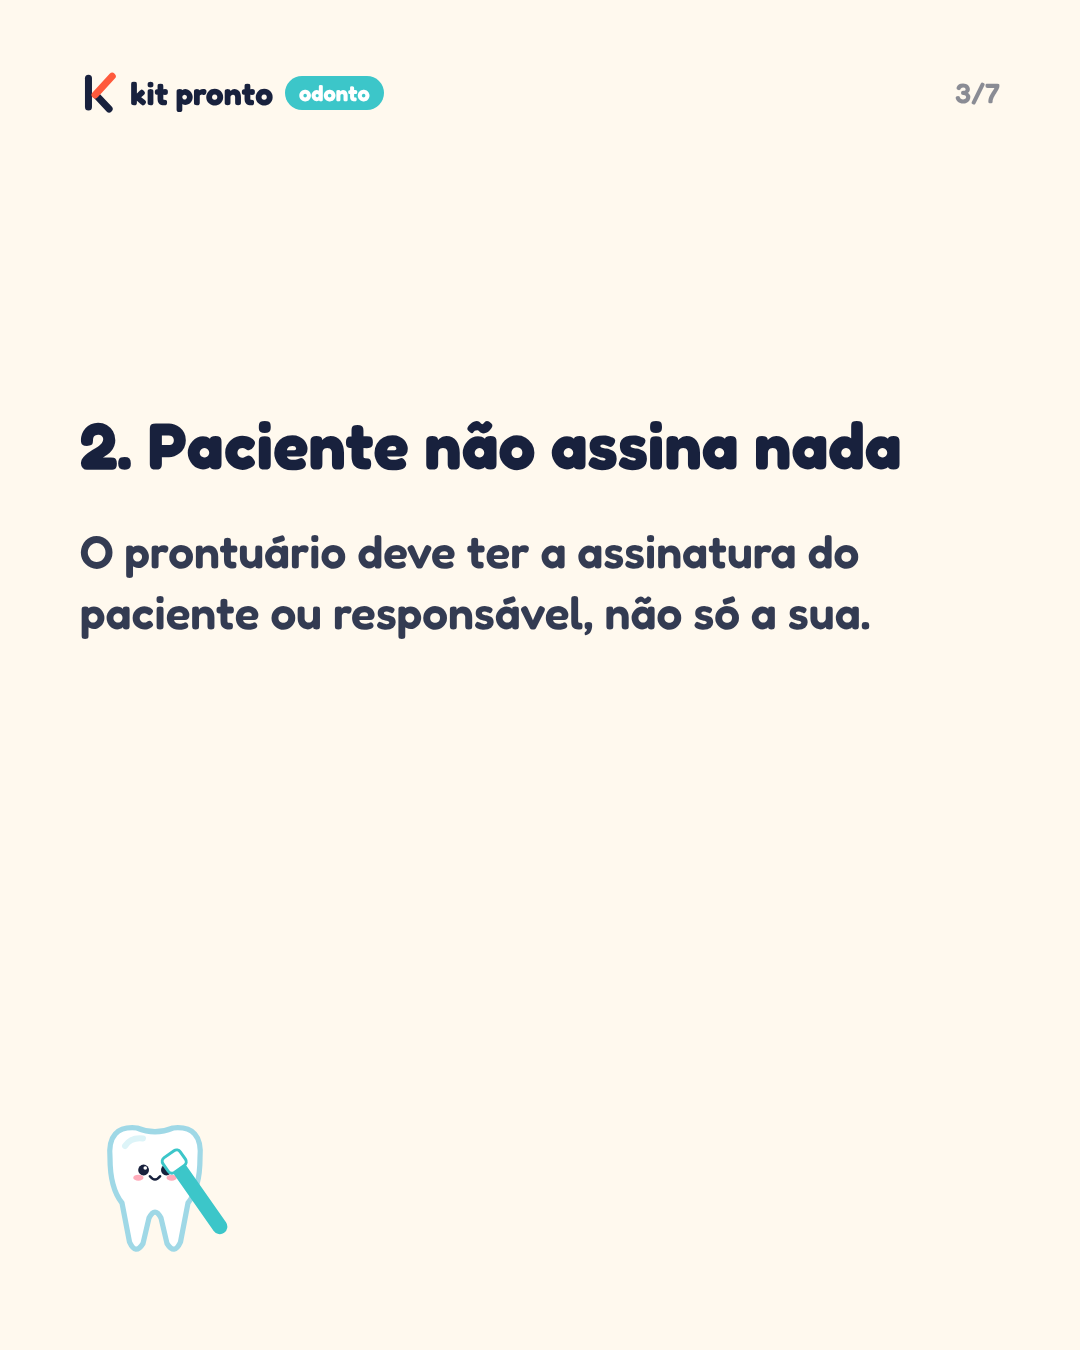 kit pronto odonto 3/7
2. Paciente não assina nada
O prontuário deve ter a assinatura do
paciente ou responsável, não só a sua.